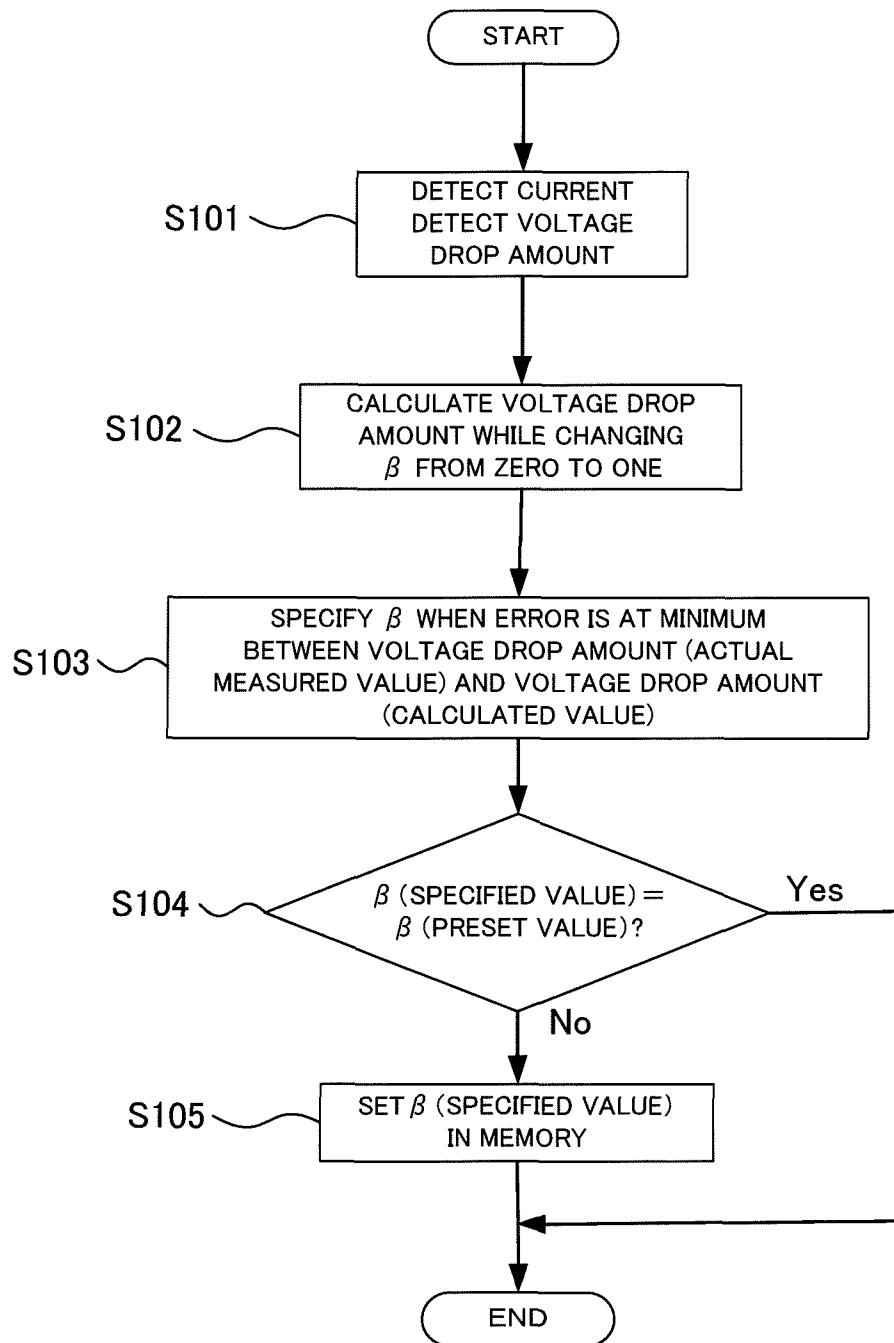 START
S101
DETECT CURRENT
DETECT VOLTAGE
DROP AMOUNT
S102
CALCULATE VOLTAGE DROP
AMOUNT WHILE CHANGING
β FROM ZERO TO ONE
S103
SPECIFY β WHEN ERROR IS AT MINIMUM
BETWEEN VOLTAGE DROP AMOUNT (ACTUAL
MEASURED VALUE) AND VOLTAGE DROP AMOUNT
(CALCULATED VALUE)
S104
β (SPECIFIED VALUE) =
β (PRESET VALUE)?
Yes
No
S105
SET β (SPECIFIED VALUE)
IN MEMORY
END